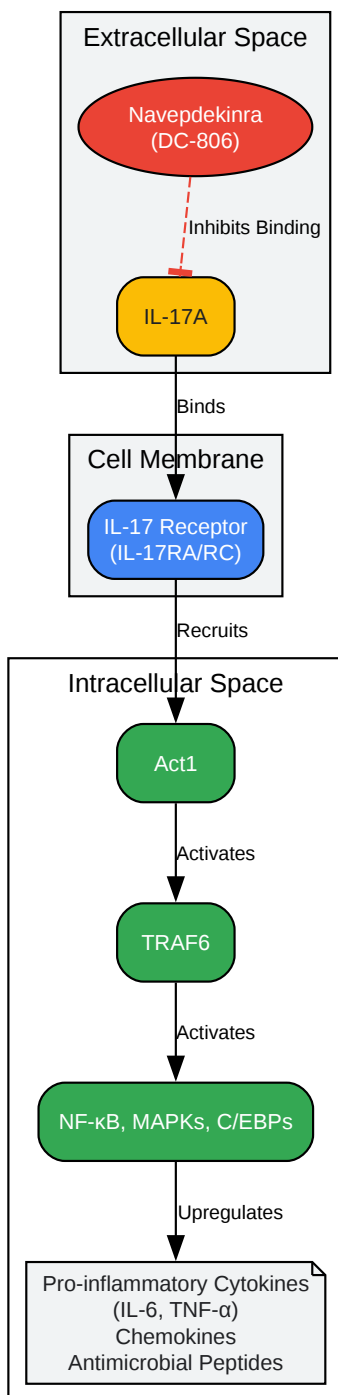 Extracellular Space
Navepdekinra
(DC-806)
Inhibits Binding
IL-17A
Binds
Cell Membrane
IL-17 Receptor
(IL-17RA/RC)
Recruits
Intracellular Space
Act1
Activates
TRAF6
Activates
NF-κB, MAPKs, C/EBPs
Upregulates
Pro-inflammatory Cytokines
(IL-6, TNF-α)
Chemokines
Antimicrobial Peptides